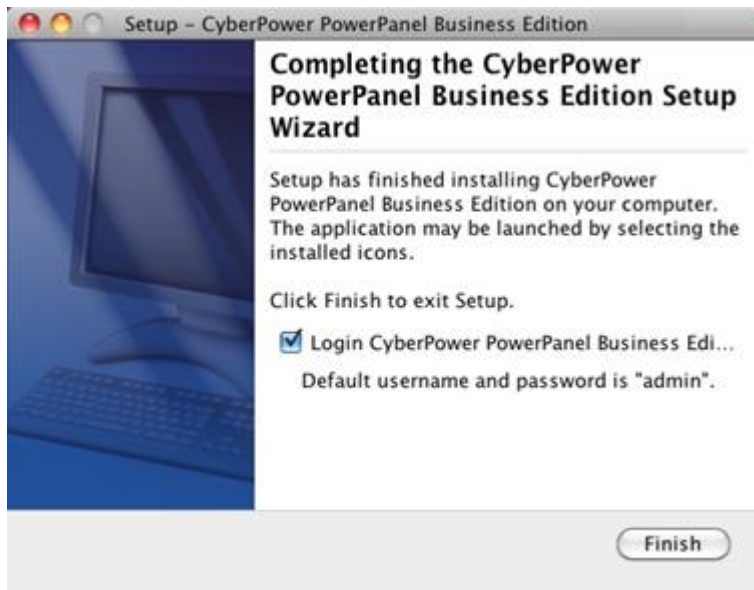 Setup – CyberPower PowerPanel Business Edition
Completing the CyberPower
PowerPanel Business Edition Setup
Wizard
Setup has finished installing CyberPower
PowerPanel Business Edition on your computer.
The application may be launched by selecting the
installed icons.
Click Finish to exit Setup.
Login CyberPower PowerPanel Business Edi...
Default username and password is "admin".
Finish